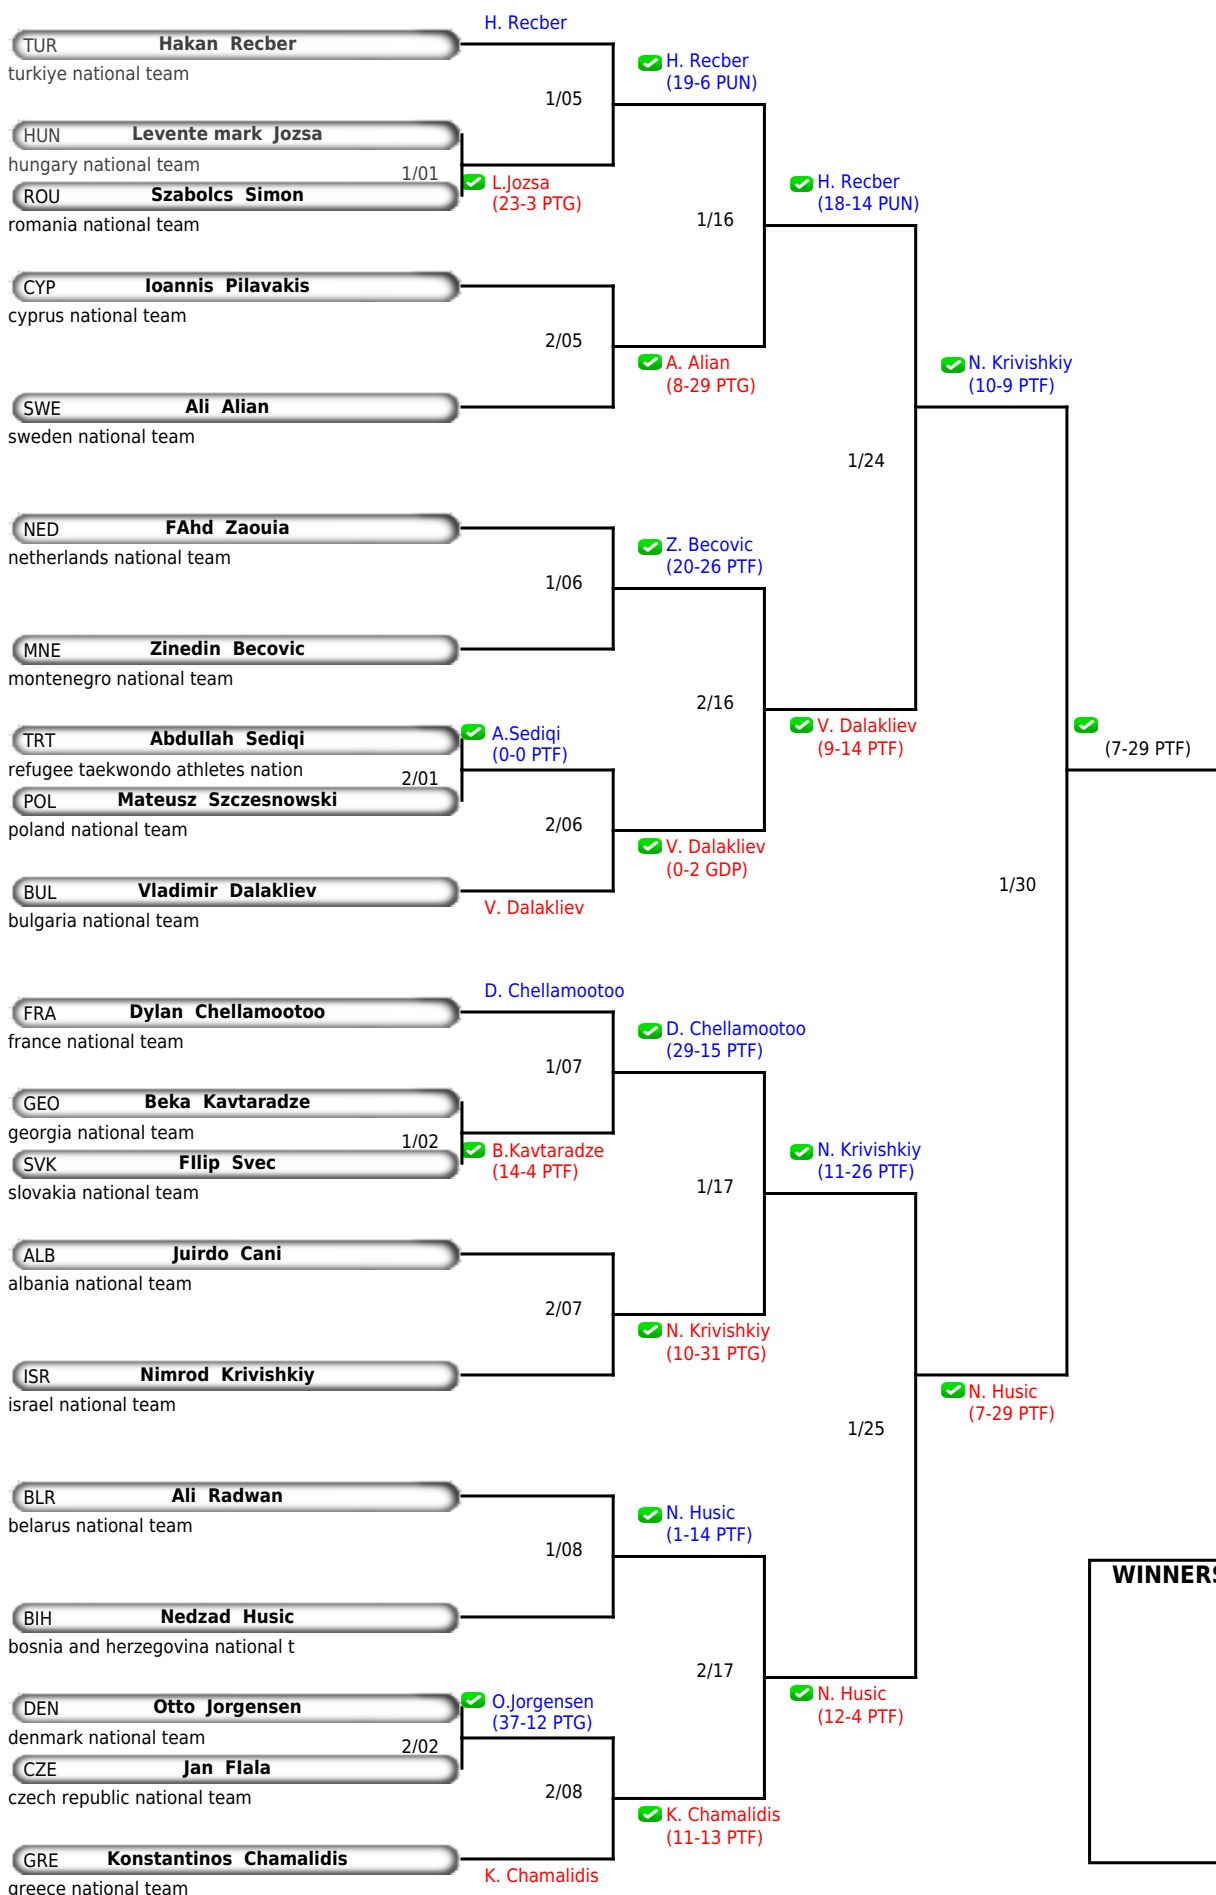 H. Recber
TUR Hakan Recber
turkiye national team
H. Recber
(19-6 PUN)
1/05
HUN Levente mark Jozsa
hungary national team
1/01
L.Jozsa
(23-3 PTG)
ROU Szabolcs Simon
romania national team
H. Recber
(18-14 PUN)
1/16
CYP Ioannis Pilavakis
cyprus national team
2/05
A. Alian
(8-29 PTG)
N. Krivishkiy
(10-9 PTF)
SWE Ali Alian
sweden national team
1/24
NED FAhd Zaouia
netherlands national team
Z. Becovic
(20-26 PTF)
1/06
MNE Zinedin Becovic
montenegro national team
2/16
V. Dalakliev
(9-14 PTF)
(7-29 PTF)
TRT Abdullah Sediqi
refugee taekwondo athletes nation
2/01
A.Sediqi
(0-0 PTF)
POL Mateusz Szczesnowski
poland national team
2/06
V. Dalakliev
(0-2 GDP)
BUL Vladimir Dalakliev
bulgaria national team
V. Dalakliev
1/30
D. Chellamootoo
FRA Dylan Chellamootoo
france national team
D. Chellamootoo
(29-15 PTF)
1/07
GEO Beka Kavtaradze
georgia national team
1/02
B.Kavtaradze
(14-4 PTF)
SVK FIlip Svec
slovakia national team
N. Krivishkiy
(11-26 PTF)
1/17
ALB Juirdo Cani
albania national team
2/07
N. Krivishkiy
(10-31 PTG)
ISR Nimrod Krivishkiy
israel national team
N. Husic
(7-29 PTF)
1/25
BLR Ali Radwan
belarus national team
N. Husic
(1-14 PTF)
1/08
WINNERS
BIH Nedzad Husic
bosnia and herzegovina national t
2/17
N. Husic
(12-4 PTF)
DEN Otto Jorgensen
denmark national team
2/02
O.Jorgensen
(37-12 PTG)
CZE Jan FIala
czech republic national team
2/08
K. Chamalidis
(11-13 PTF)
GRE Konstantinos Chamalidis
greece national team
K. Chamalidis